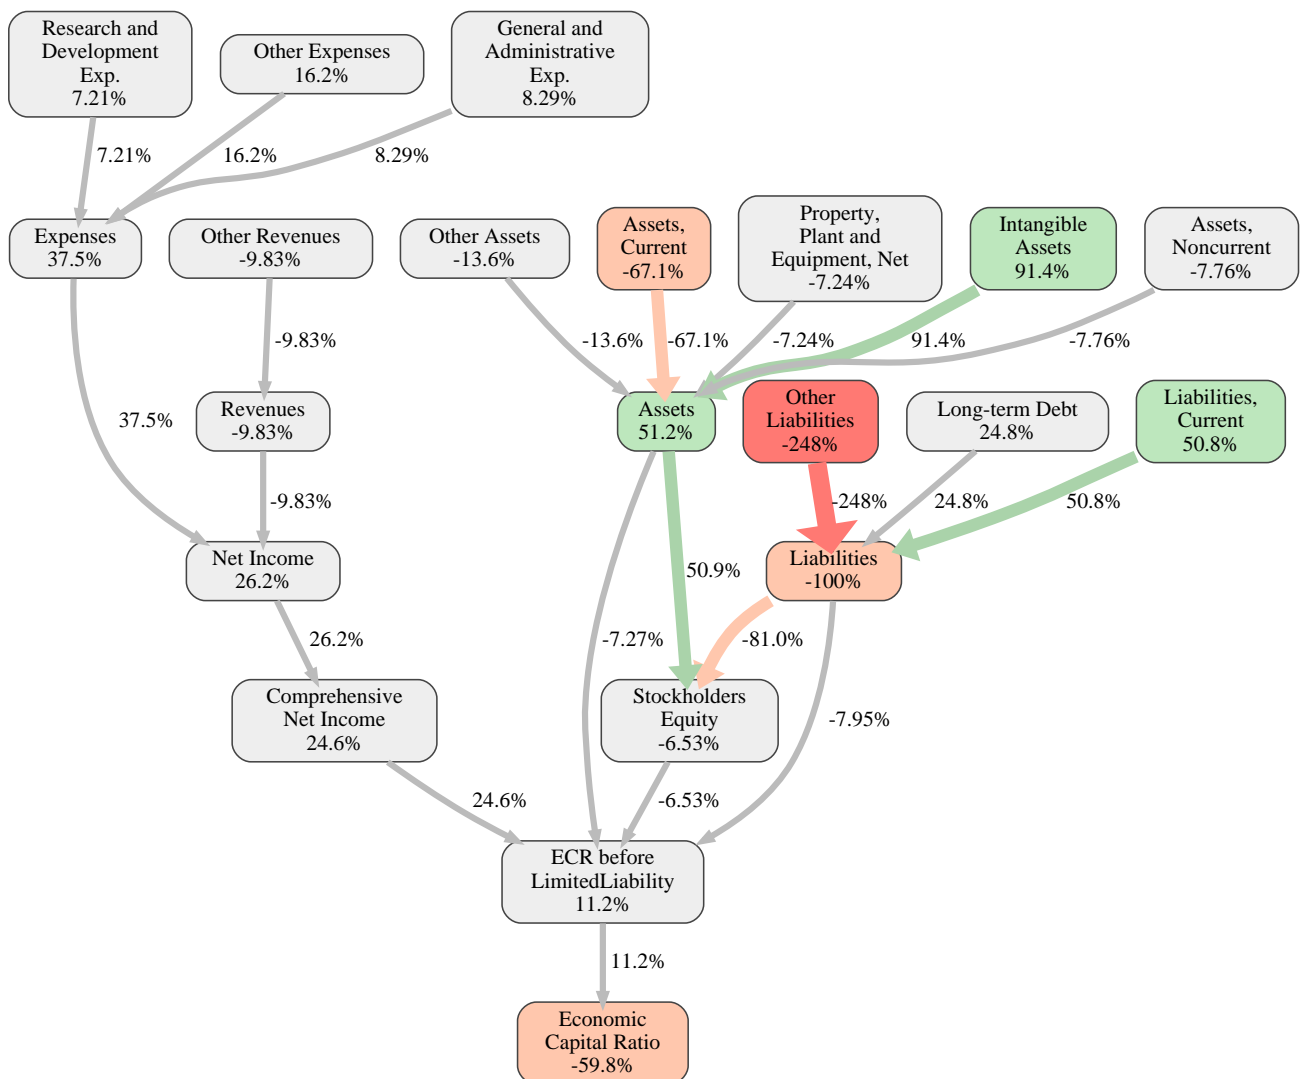 Research and
Development
Exp.
7.21%
Other Expenses
16.2%
General and
Administrative
Exp.
8.29%
7.21%
16.2%
8.29%
Expenses
37.5%
Other Revenues
-9.83%
Other Assets
-13.6%
Assets,
Current
-67.1%
Property,
Plant and
Equipment, Net
-7.24%
Intangible
Assets
91.4%
Assets,
Noncurrent
-7.76%
-9.83%
-13.6%
-67.1%
-7.24%
91.4%
-7.76%
37.5%
Revenues
-9.83%
Assets
51.2%
Other
Liabilities
-248%
Long-term Debt
24.8%
Liabilities,
Current
50.8%
-9.83%
-248%
24.8%
50.8%
Net Income
26.2%
50.9%
Liabilities
-100%
26.2%
-7.27%
-81.0%
Comprehensive
Net Income
24.6%
Stockholders
Equity
-6.53%
-7.95%
24.6%
-6.53%
ECR before
LimitedLiability
11.2%
11.2%
Economic
Capital Ratio
-59.8%